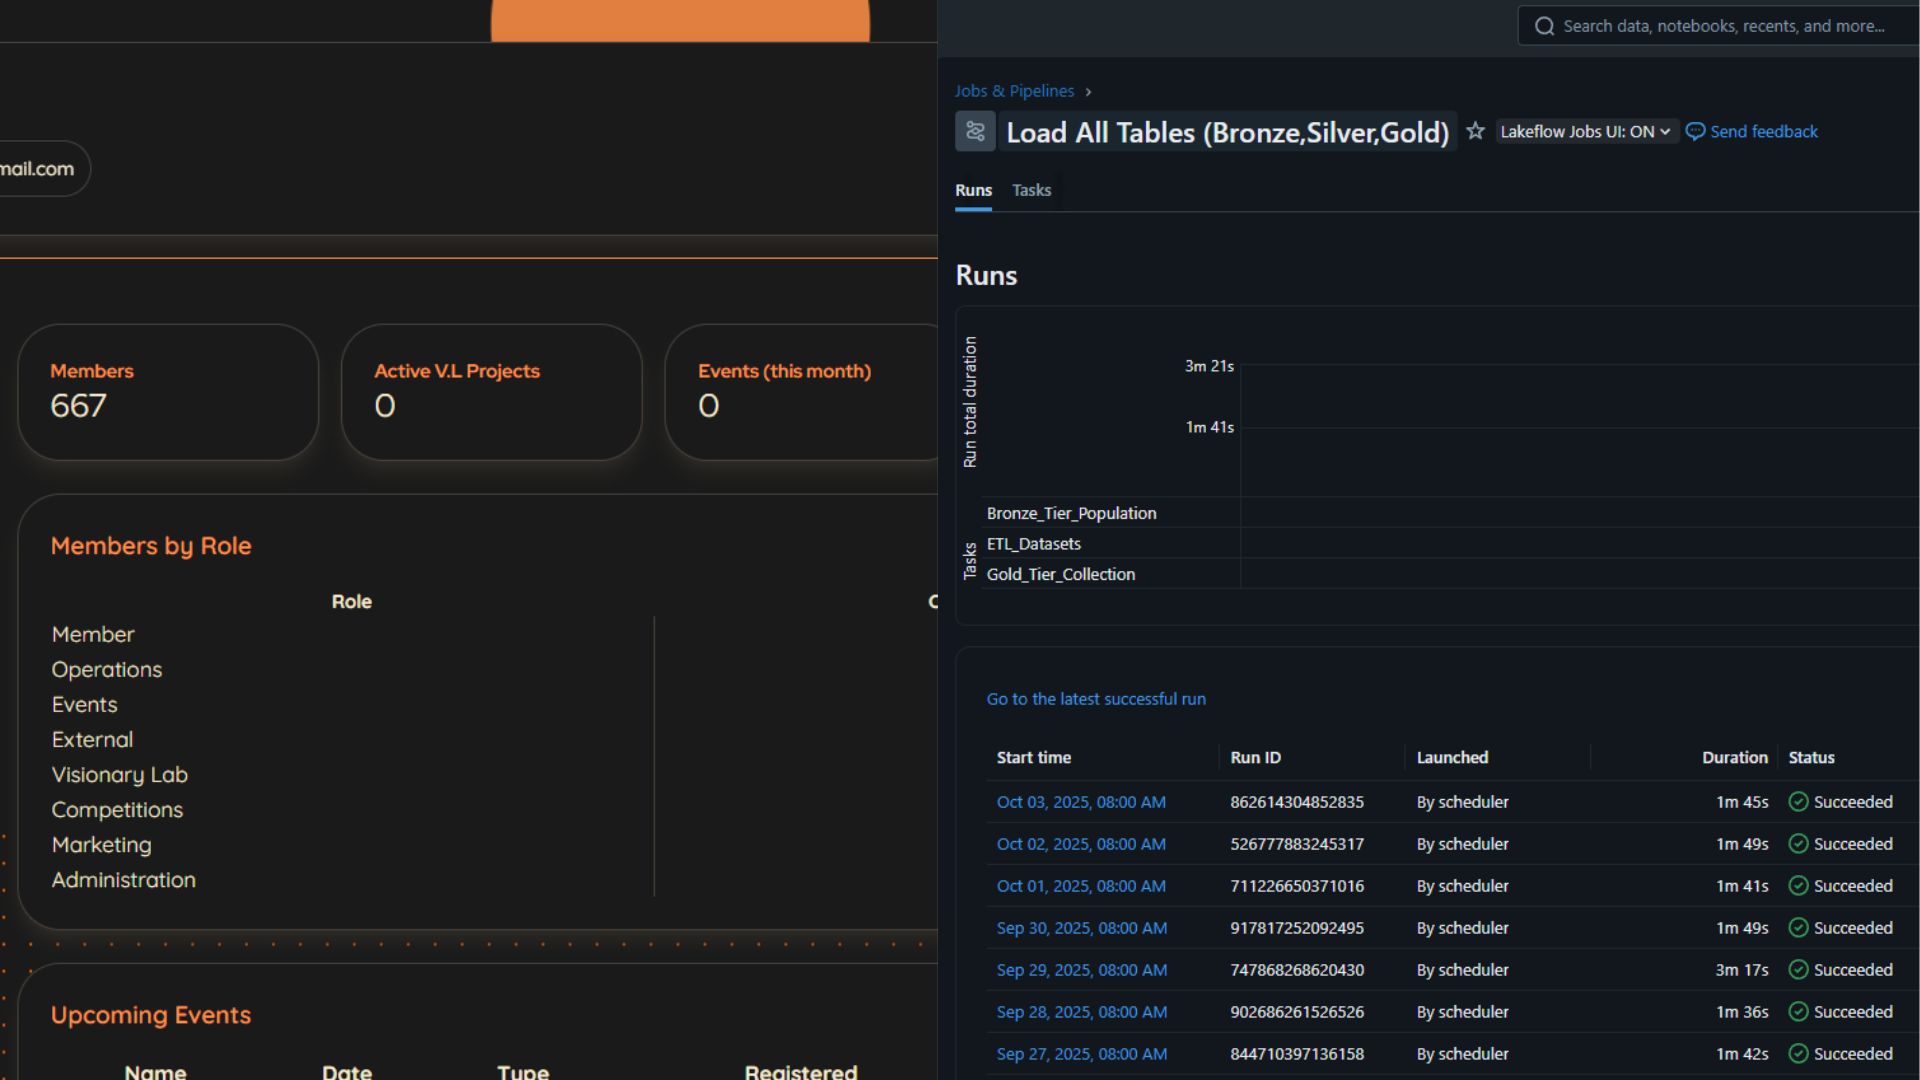 mail.com
Members
667
Active V.L Projects
0
Events (this month)
0
Members by Role
Role
Member
Operations
Events
External
Visionary Lab
Competitions
Marketing
Administration
Upcoming Events
Name Date Type Registered
Search data, notebooks, recents, and more...
Jobs & Pipelines ›
Load All Tables (Bronze,Silver,Gold) Lakeflow Jobs UI: ON Send feedback
Runs Tasks
Runs
Run total duration
3m 21s
1m 41s
Tasks
Bronze_Tier_Population
ETL_Datasets
Gold_Tier_Collection
Go to the latest successful run
Start time Run ID Launched Duration Status
Oct 03, 2025, 08:00 AM 862614304852835 By scheduler 1m 45s Succeeded
Oct 02, 2025, 08:00 AM 526777883245317 By scheduler 1m 49s Succeeded
Oct 01, 2025, 08:00 AM 711226650371016 By scheduler 1m 41s Succeeded
Sep 30, 2025, 08:00 AM 917817252092495 By scheduler 1m 49s Succeeded
Sep 29, 2025, 08:00 AM 747868268620430 By scheduler 3m 17s Succeeded
Sep 28, 2025, 08:00 AM 902686261526526 By scheduler 1m 36s Succeeded
Sep 27, 2025, 08:00 AM 844710397136158 By scheduler 1m 42s Succeeded